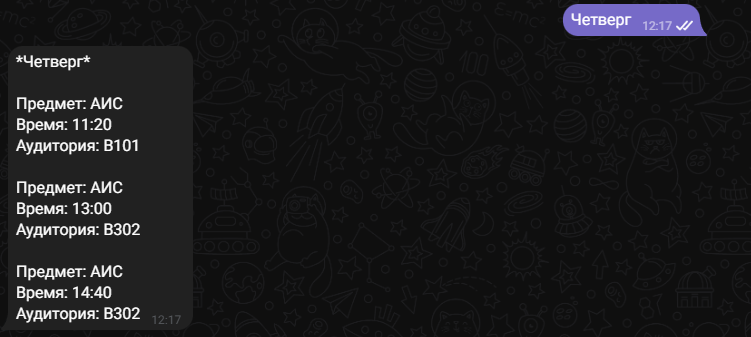 Четверг 12:17
*Четверг*
Предмет: АИС
Время: 11:20
Аудитория: В101
Предмет: АИС
Время: 13:00
Аудитория: В302
Предмет: АИС
Время: 14:40
Аудитория: В302 12:17